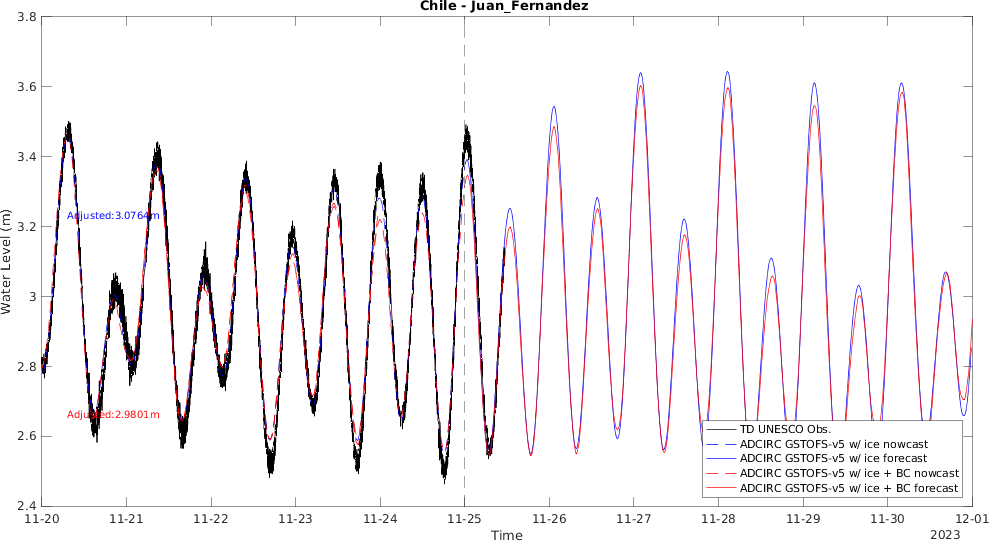 Chile - Juan_Fernandez
3.8
3.6
3.4
3.2
3
2.8
2.6
2.4
Water Level (m)
Adjusted:3.0764m
Adjusted:2.9801m
TD UNESCO Obs.
ADCIRC GSTOFS-v5 w/ ice nowcast
ADCIRC GSTOFS-v5 w/ ice forecast
ADCIRC GSTOFS-v5 w/ ice + BC nowcast
ADCIRC GSTOFS-v5 w/ ice + BC forecast
11-20 11-21 11-22 11-23 11-24 11-25 11-26 11-27 11-28 11-29 11-30 12-01
Time
2023